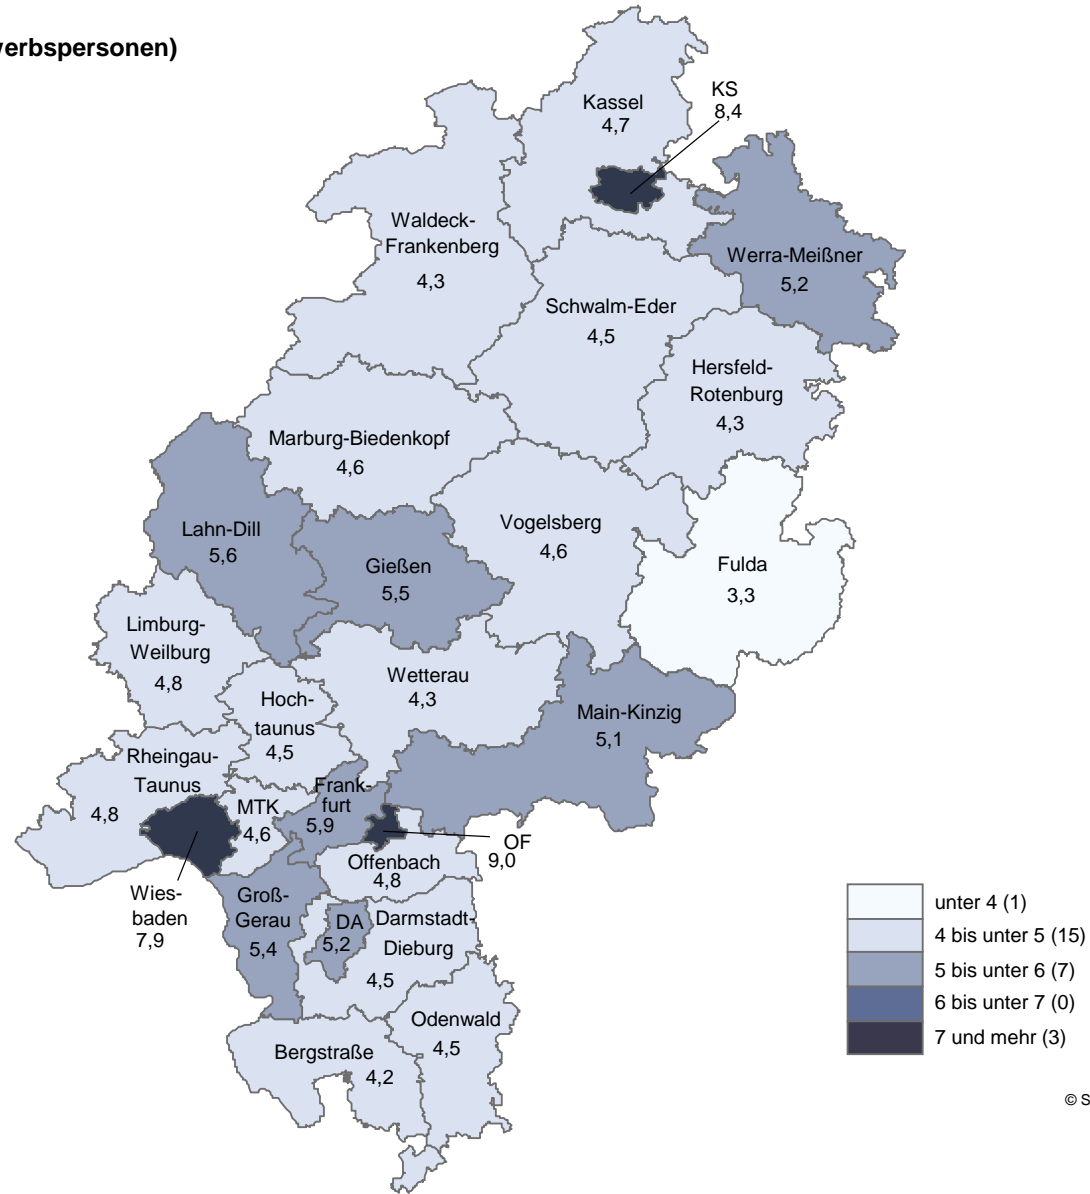 verbspersonen)
Kassel
4,7
KS
8,4
Waldeck-
Frankenberg
4,3
Werra-Meißner
5,2
Schwalm-Eder
4,5
Hersfeld-
Rotenburg
4,3
Marburg-Biedenkopf
4,6
Lahn-Dill
5,6
Gießen
5,5
Vogelsberg
4,6
Fulda
3,3
Limburg-
Weilburg
4,8
Hoch-
taunus
4,5
Wetterau
4,3
Main-Kinzig
5,1
Rheingau-
Taunus
4,8
MTK
4,6
Frank-
furt
5,9
OF
9,0
Offenbach
4,8
Wies-
baden
7,9
Groß-
Gerau
5,4
DA
5,2
Darmstadt-
Dieburg
4,5
Odenwald
4,5
Bergstraße
4,2
unter 4 (1)
4 bis unter 5 (15)
5 bis unter 6 (7)
6 bis unter 7 (0)
7 und mehr (3)
© S